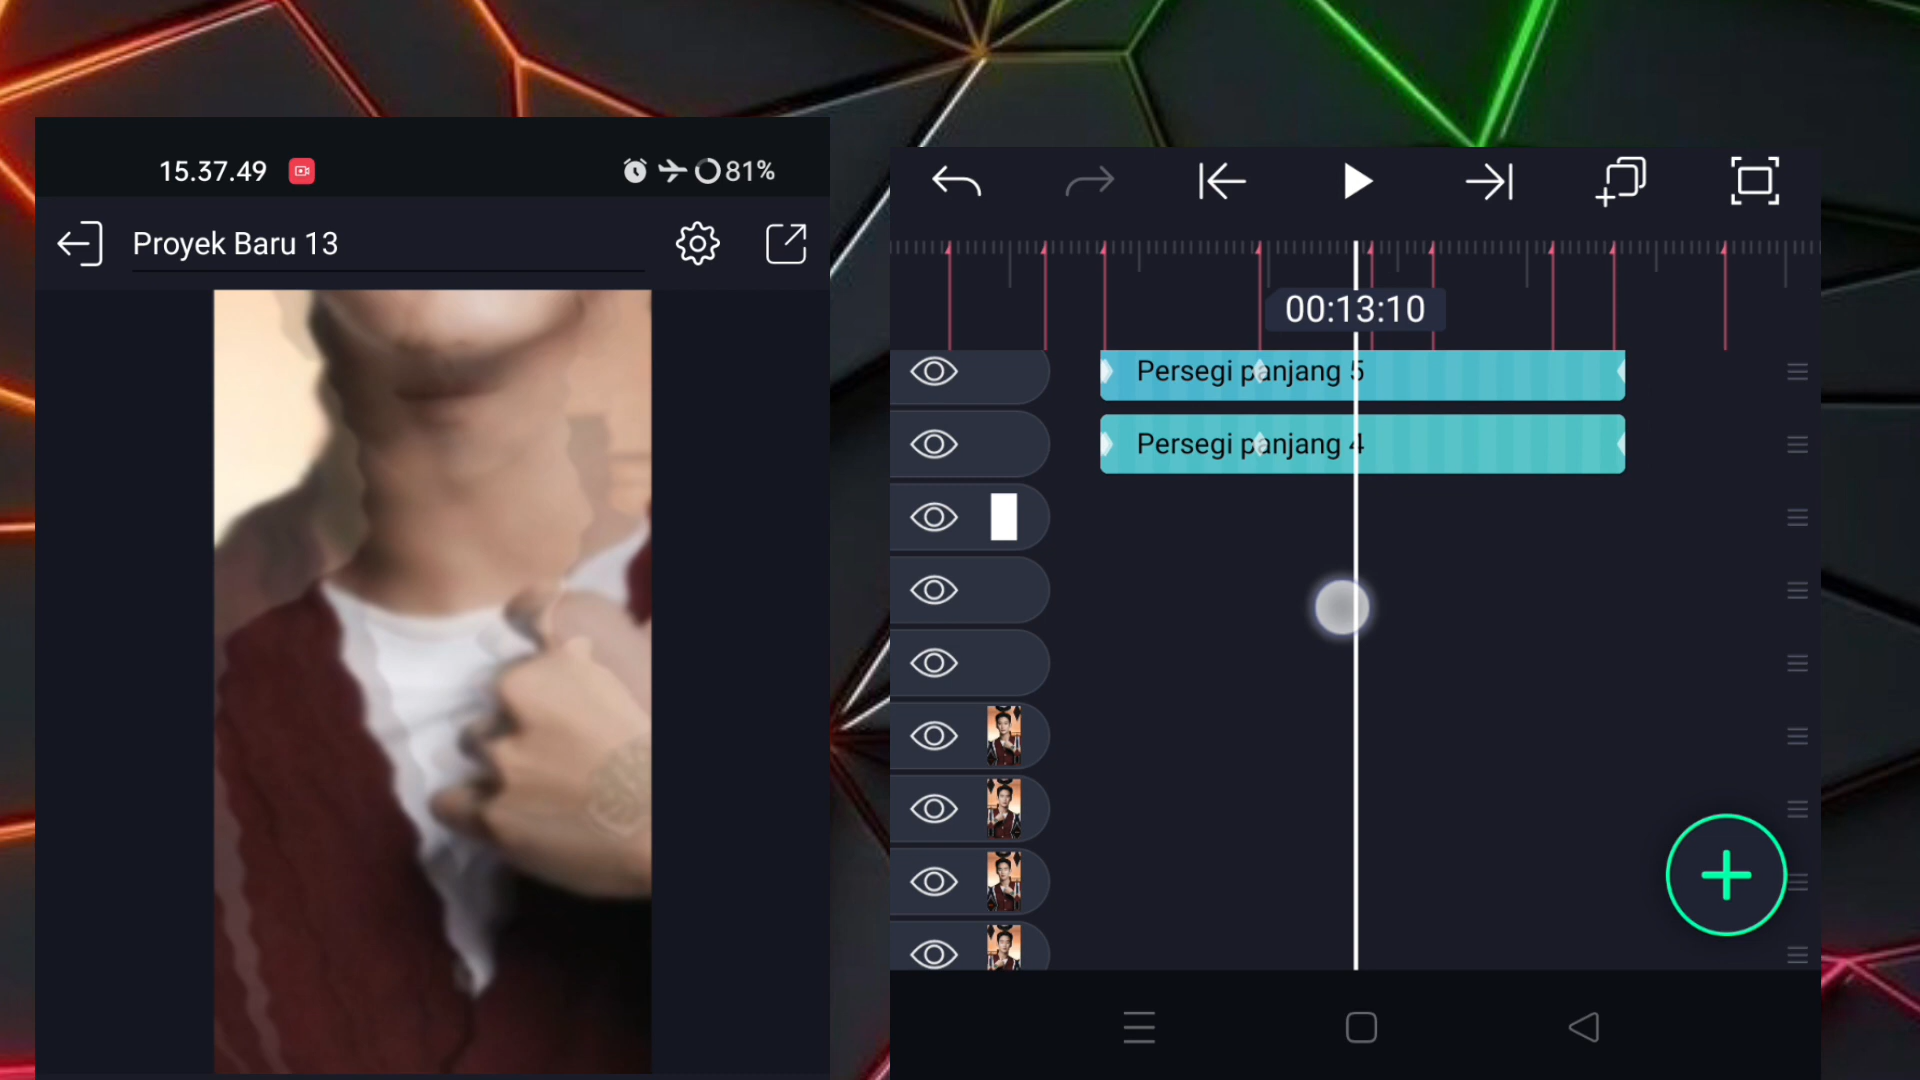 15.37.49
81%
Proyek Baru 13
00:13:10
Persegi panjang 5
Persegi panjang 4